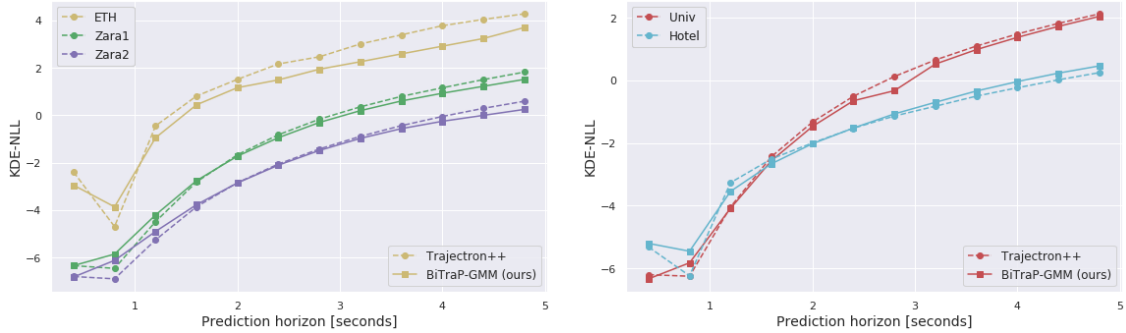 ETH
Zara1
Zara2
Trajectron++
BiTraP-GMM (ours)
KDE-NLL
4
2
0
−2
−4
−6
1
2
3
4
5
Prediction horizon [seconds]
Univ
Hotel
Trajectron++
BiTraP-GMM (ours)
KDE-NLL
2
0
−2
−4
−6
1
2
3
4
5
Prediction horizon [seconds]